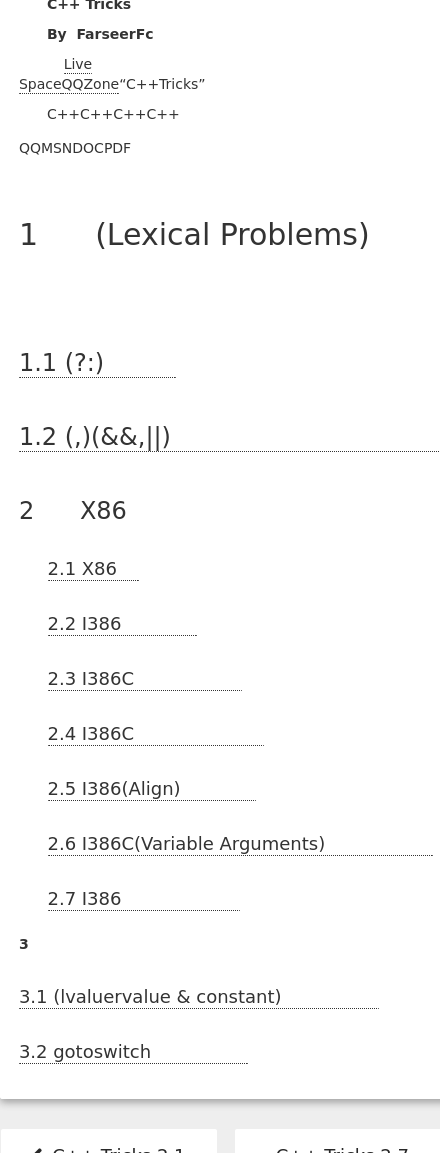 C++ Tricks
By  FarseerFc
Live
SpaceQQZone“C++Tricks”
C++C++C++C++
QQMSNDOCPDF
1 (Lexical Problems)
1.1 (?:)
1.2 (,)(&&,||)
2 X86
2.1 X86
2.2 I386
2.3 I386C
2.4 I386C
2.5 I386(Align)
2.6 I386C(Variable Arguments)
2.7 I386
3
3.1 (lvaluervalue & constant)
3.2 gotoswitch
C++ Tricks 2.1 C++ Tricks 2.7